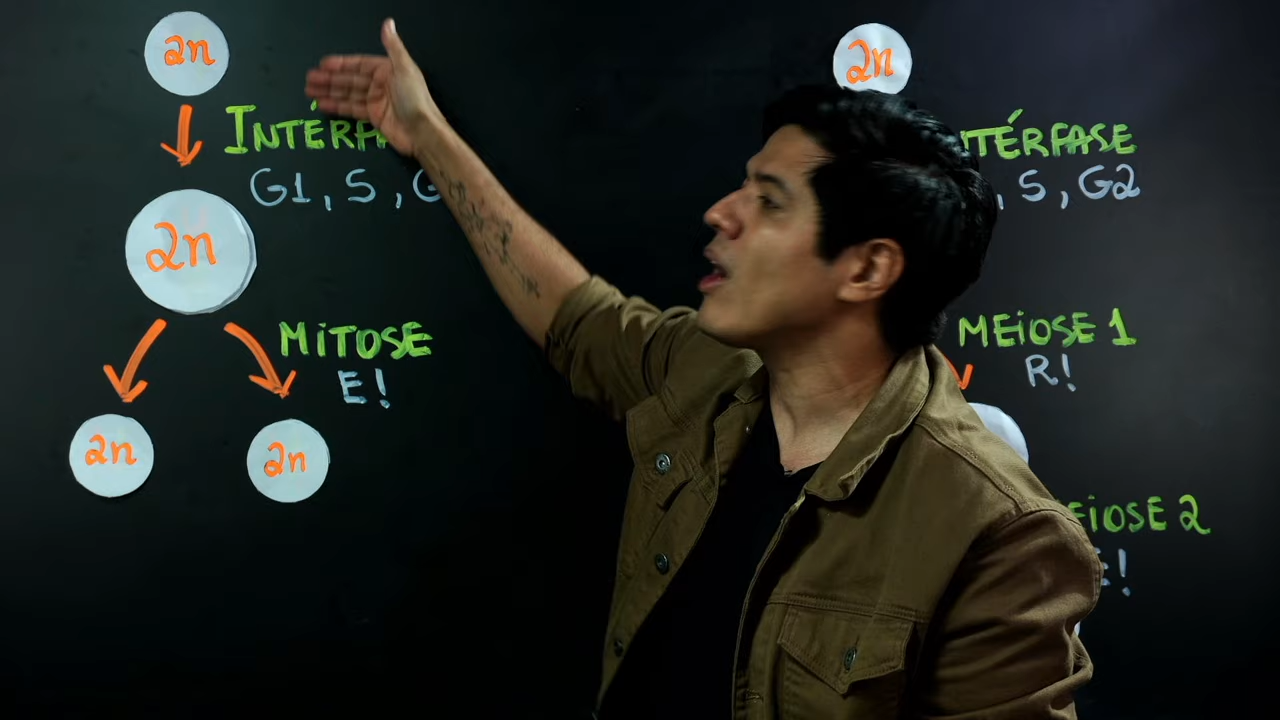 2n
INTÉRFA
G1, S, G
2n
MITOSE
E!
2n
2n
2n
NTÉRFASE
, S, G2
MEIOSE 1
R!
EIOSE 2
E!